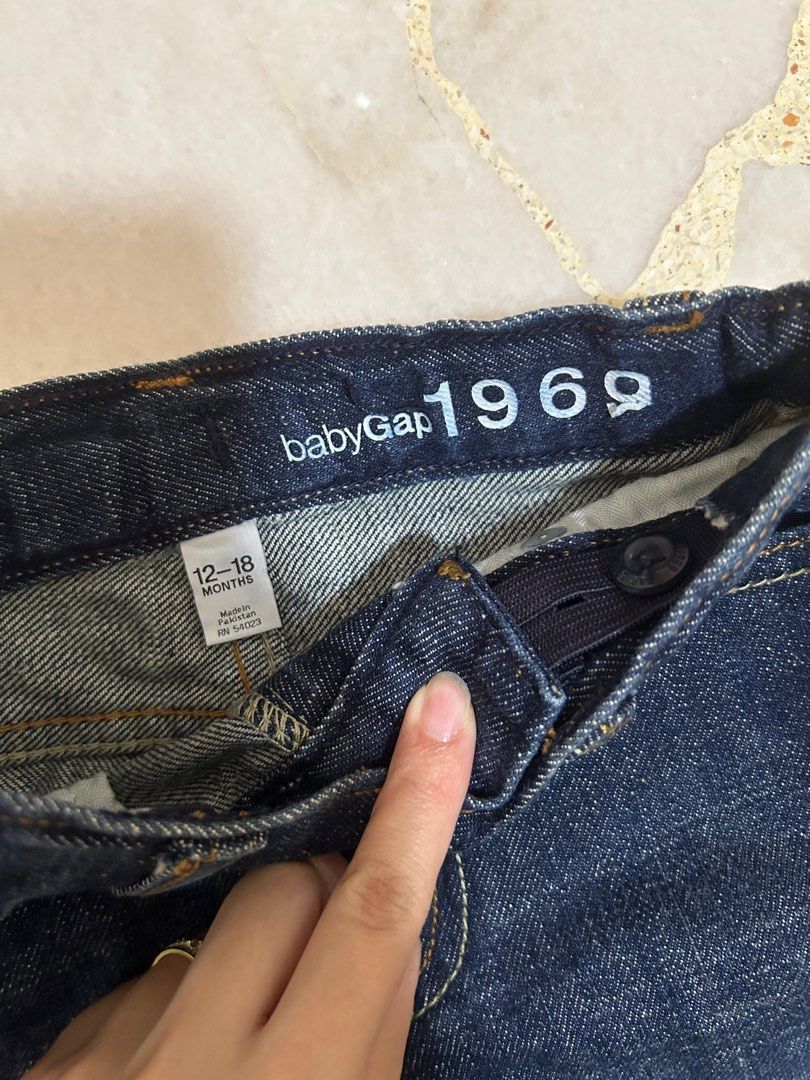 babyGap 1969
12–18
MONTHS
Made in
Pakistan
RN 54023